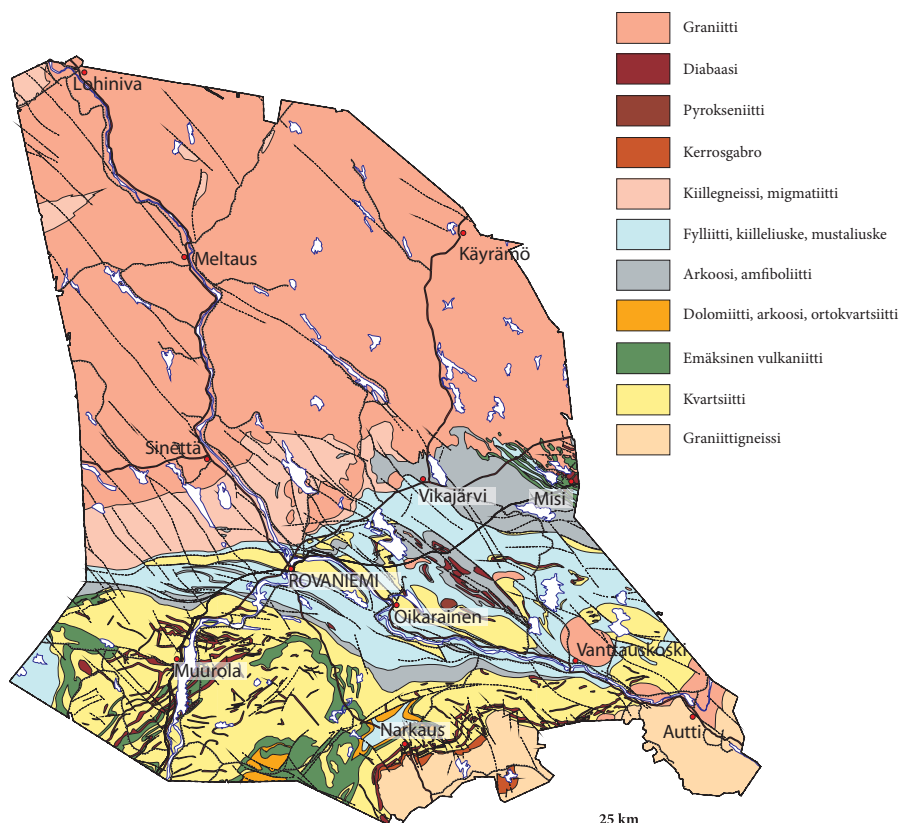 Graniitti
Diabaasi
Pyrokseniitti
Kerrosgabro
Kiillegneissi, migmatiitti
Fylliitti, kiilleliuske, mustaliuske
Arkoosi, amfiboliitti
Dolomiitti, arkoosi, ortokvartsiitti
Emäksinen vulkaniitti
Kvartsiitti
Graniittigneissi
Lohiniva
Meltaus
Käyrämö
Sinettä
Vikajärvi
Misi
ROVANIEMI
Oikarainen
Vanttauskoski
Muurola
Narkaus
Autti
25 km